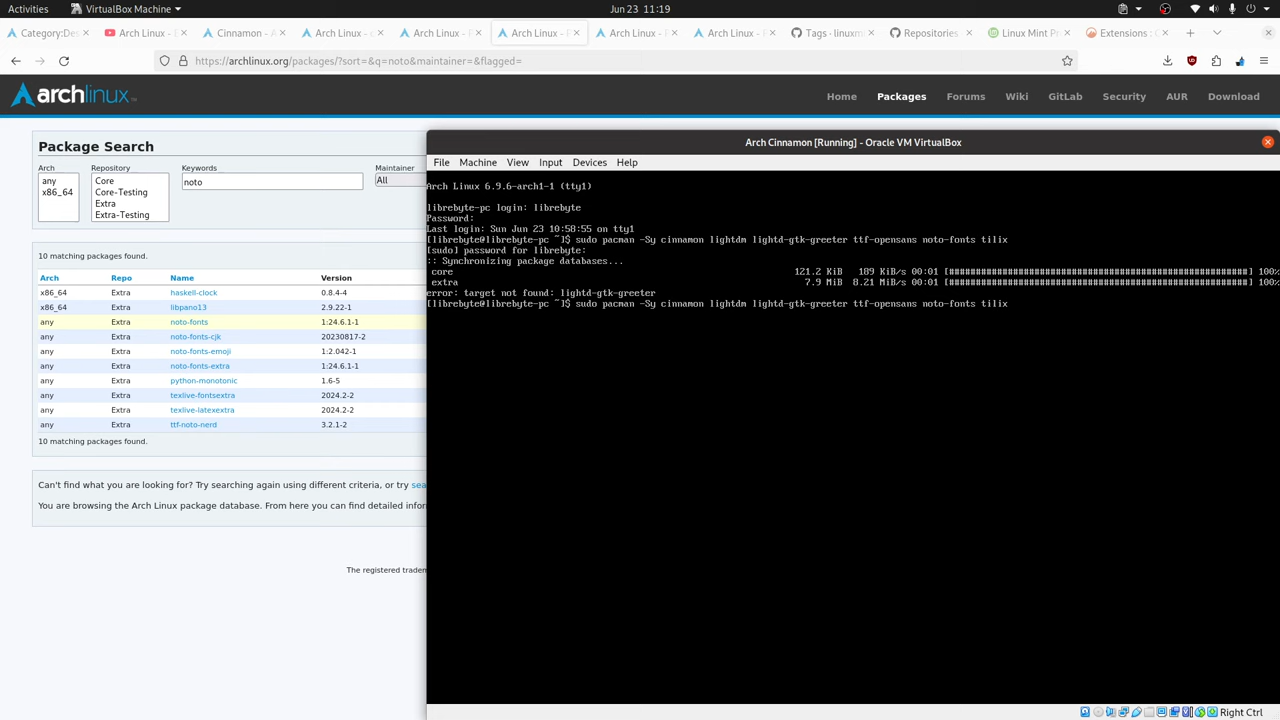 Activities
VirtualBox Machine
Jun 23 11:19
Category:Des
Arch Linux - L
Cinnamon - A
Arch Linux - c
Arch Linux - P
Arch Linux - P
Arch Linux - P
Arch Linux - P
Tags · linuxm
Repositories
Linux Mint Pr
Extensions : C
https://archlinux.org/packages/?sort=&q=noto&maintainer=&flagged=
archlinux
Home Packages Forums Wiki GitLab Security AUR Download
Package Search
Arch Repository Keywords Maintainer
any
x86_64
Core
Core-Testing
Extra
Extra-Testing
noto
All
10 matching packages found.
Arch Repo Name Version
x86_64 Extra haskell-clock 0.8.4-4
x86_64 Extra libpano13 2.9.22-1
any Extra noto-fonts 1:24.6.1-1
any Extra noto-fonts-cjk 20230817-2
any Extra noto-fonts-emoji 1:2.042-1
any Extra noto-fonts-extra 1:24.6.1-1
any Extra python-monotonic 1.6-5
any Extra texlive-fontsextra 2024.2-2
any Extra texlive-latexextra 2024.2-2
any Extra ttf-noto-nerd 3.2.1-2
10 matching packages found.
Can't find what you are looking for? Try searching again using different criteria, or try sea
You are browsing the Arch Linux package database. From here you can find detailed infor
The registered tradem
Arch Cinnamon [Running] - Oracle VM VirtualBox
File Machine View Input Devices Help
Arch Linux 6.9.6-arch1-1 (tty1)
librebyte-pc login: librebyte
Password:
Last login: Sun Jun 23 10:58:55 on tty1
[librebyte@librebyte-pc ~]$ sudo pacman -Sy cinnamon lightdm lightd-gtk-greeter ttf-opensans noto-fonts tilix
[sudo] password for librebyte:
:: Synchronizing package databases...
core 121.2 KiB 189 KiB/s 00:01 [################################################] 100%
extra 7.9 MiB 8.21 MiB/s 00:01 [################################################] 100%
error: target not found: lightd-gtk-greeter
[librebyte@librebyte-pc ~]$ sudo pacman -Sy cinnamon lightdm lightd-gtk-greeter ttf-opensans noto-fonts tilix
Right Ctrl